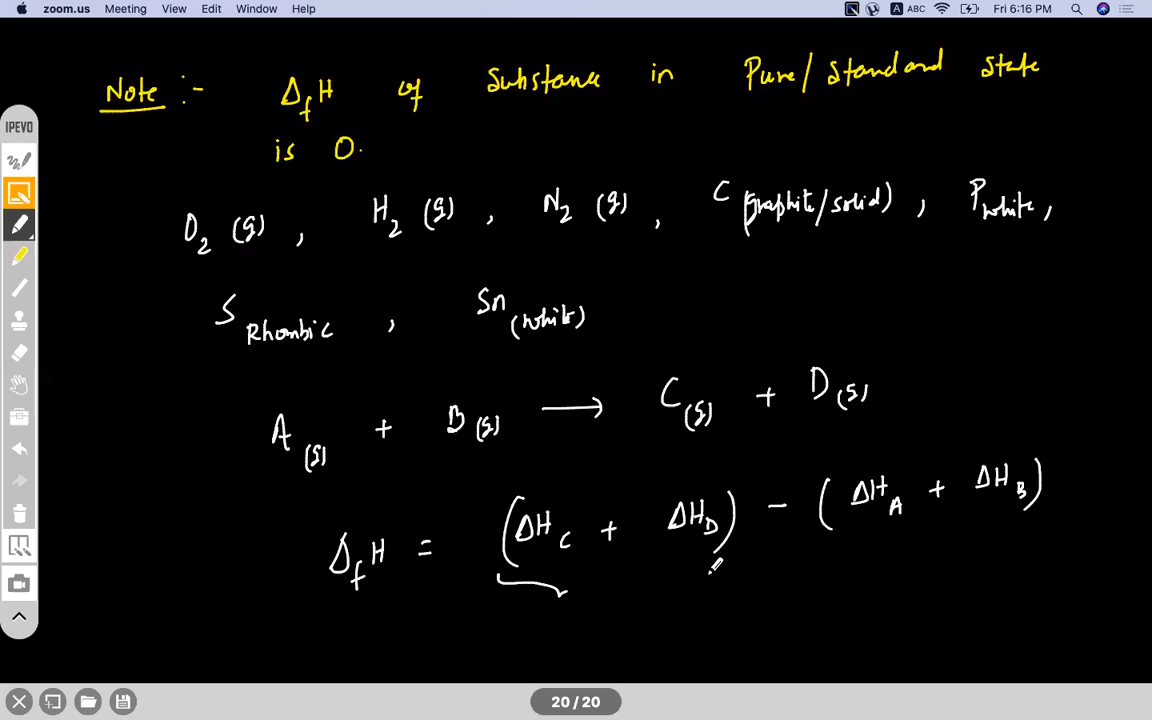 zoom.us Meeting View Edit Window Help A ABC Fri 6:16 PM
Note :- ΔfH of Substance in Pure/Standard State
is 0.
IPEVO
O2 (g) , H2 (g) , N2 (g) , C (graphite/solid) , Pwhite ,
S Rhombic , Sn (white)
A (g) + B (g) ⟶ C (g) + D (g)
ΔfH = (ΔHC + ΔHD) - (ΔHA + ΔHB)
20 / 20